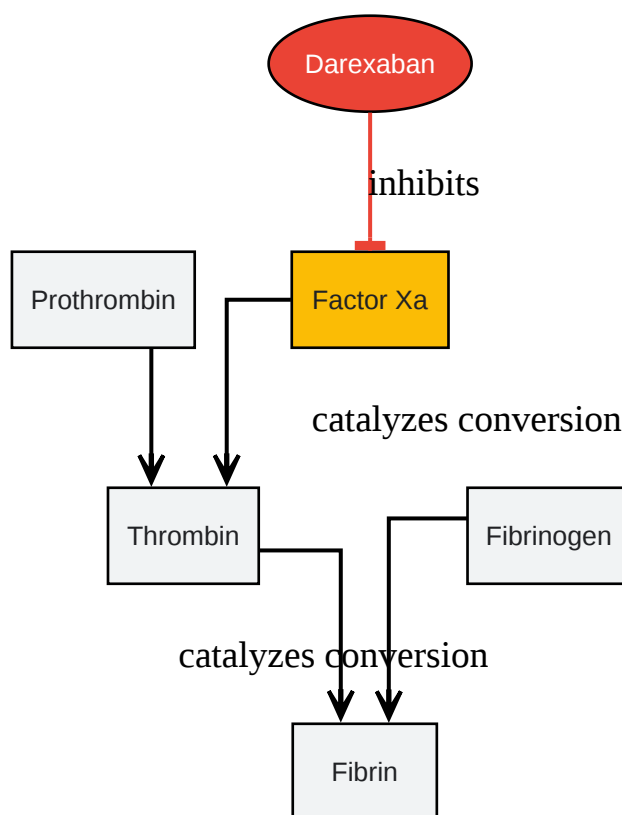 Darexaban
inhibits
Prothrombin
Factor Xa
catalyzes conversion
Thrombin
Fibrinogen
catalyzes conversion
Fibrin